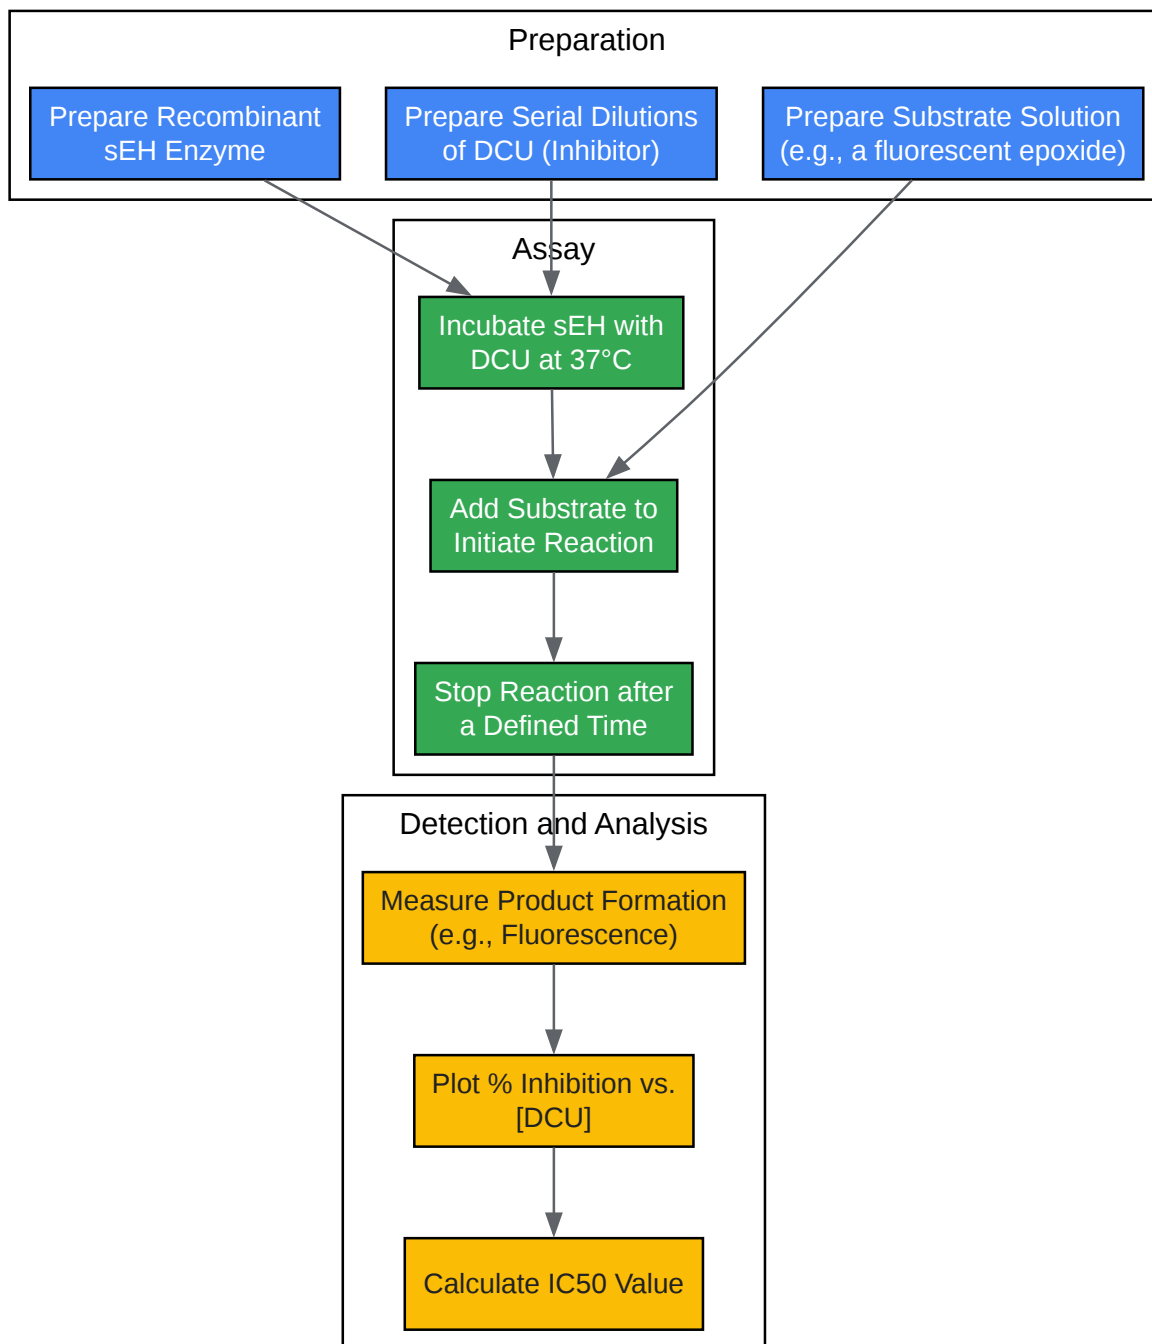 Preparation
Prepare Recombinant
sEH Enzyme
Prepare Serial Dilutions
of DCU (Inhibitor)
Prepare Substrate Solution
(e.g., a fluorescent epoxide)
Assay
Incubate sEH with
DCU at 37°C
Add Substrate to
Initiate Reaction
Stop Reaction after
a Defined Time
Detection and Analysis
Measure Product Formation
(e.g., Fluorescence)
Plot % Inhibition vs.
[DCU]
Calculate IC50 Value